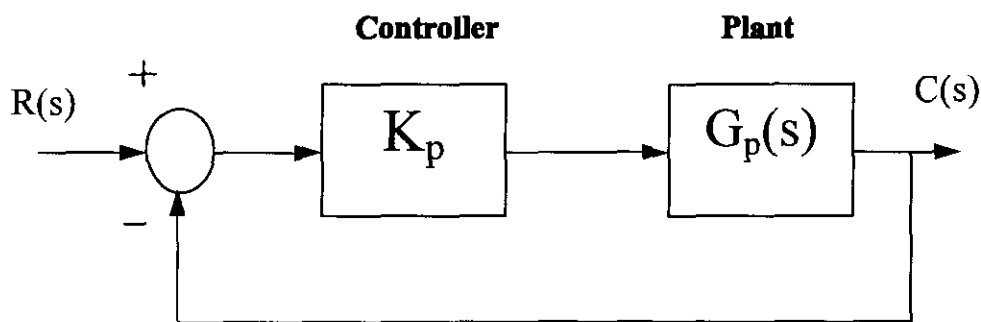 Controller
Plant
+
R(s)
K_p
G_p(s)
C(s)
−